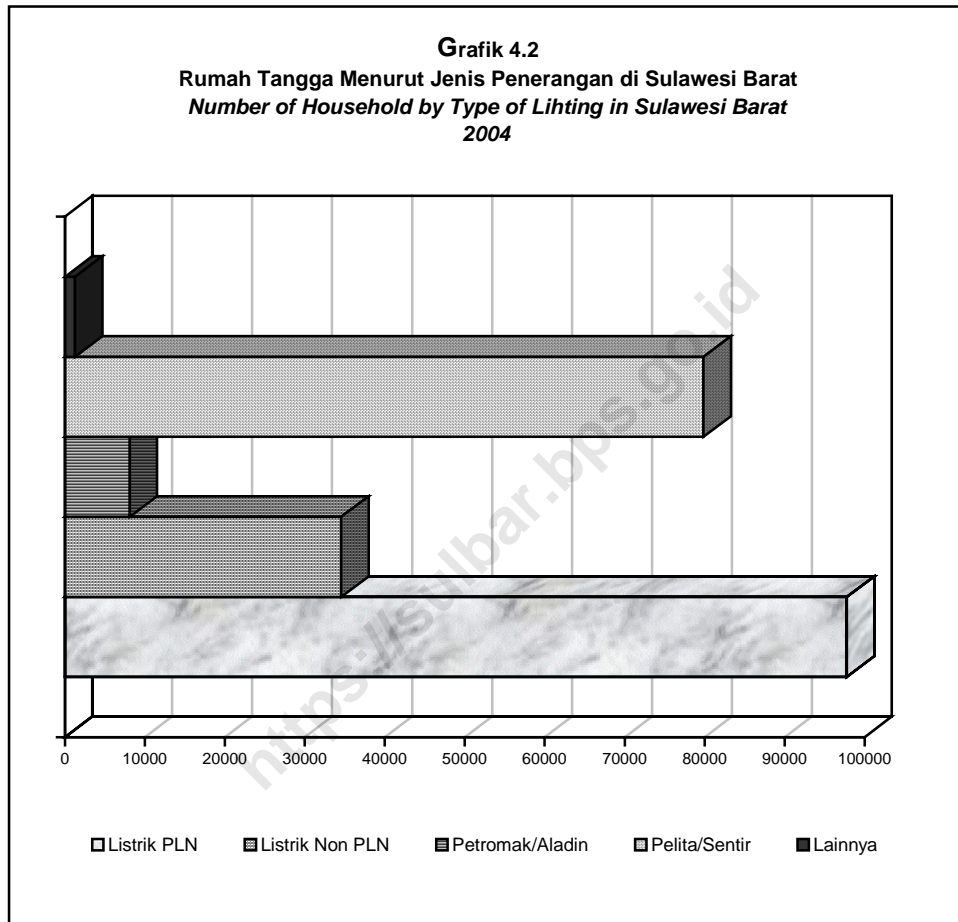 Grafik 4.2
Rumah Tangga Menurut Jenis Penerangan di Sulawesi Barat
Number of Household by Type of Lihting in Sulawesi Barat
2004
https://sulbar.bps.go.id
0 10000 20000 30000 40000 50000 60000 70000 80000 90000 100000
Listrik PLN Listrik Non PLN Petromak/Aladin Pelita/Sentir Lainnya